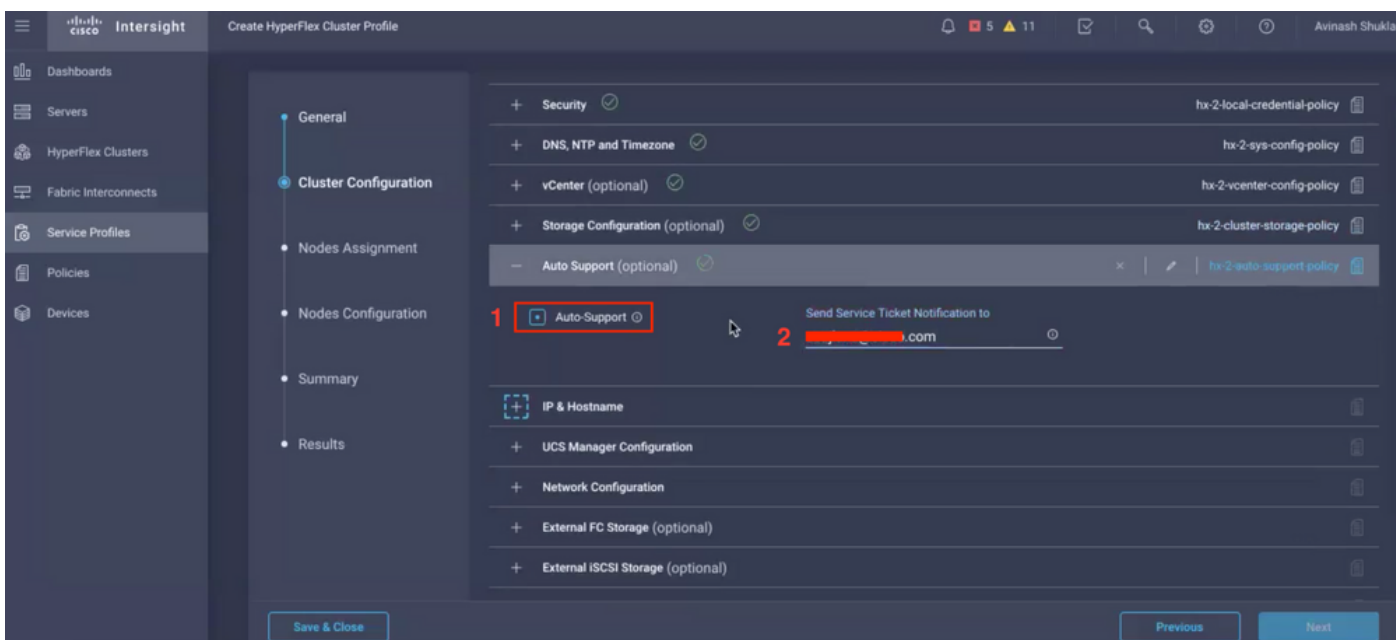 cisco Intersight
Create HyperFlex Cluster Profile
5 11
Avinash Shukla
Dashboards
Servers
HyperFlex Clusters
Fabric Interconnects
Service Profiles
Policies
Devices
General
Cluster Configuration
Nodes Assignment
Nodes Configuration
Summary
Results
Security hx-2-local-credential-policy
DNS, NTP and Timezone hx-2-sys-config-policy
vCenter (optional) hx-2-vcenter-config-policy
Storage Configuration (optional) hx-2-cluster-storage-policy
Auto Support (optional) hx-2-auto-support-policy
1 Auto-Support
Send Service Ticket Notification to
2 .com
IP & Hostname
UCS Manager Configuration
Network Configuration
External FC Storage (optional)
External iSCSI Storage (optional)
Save & Close
Previous
Next